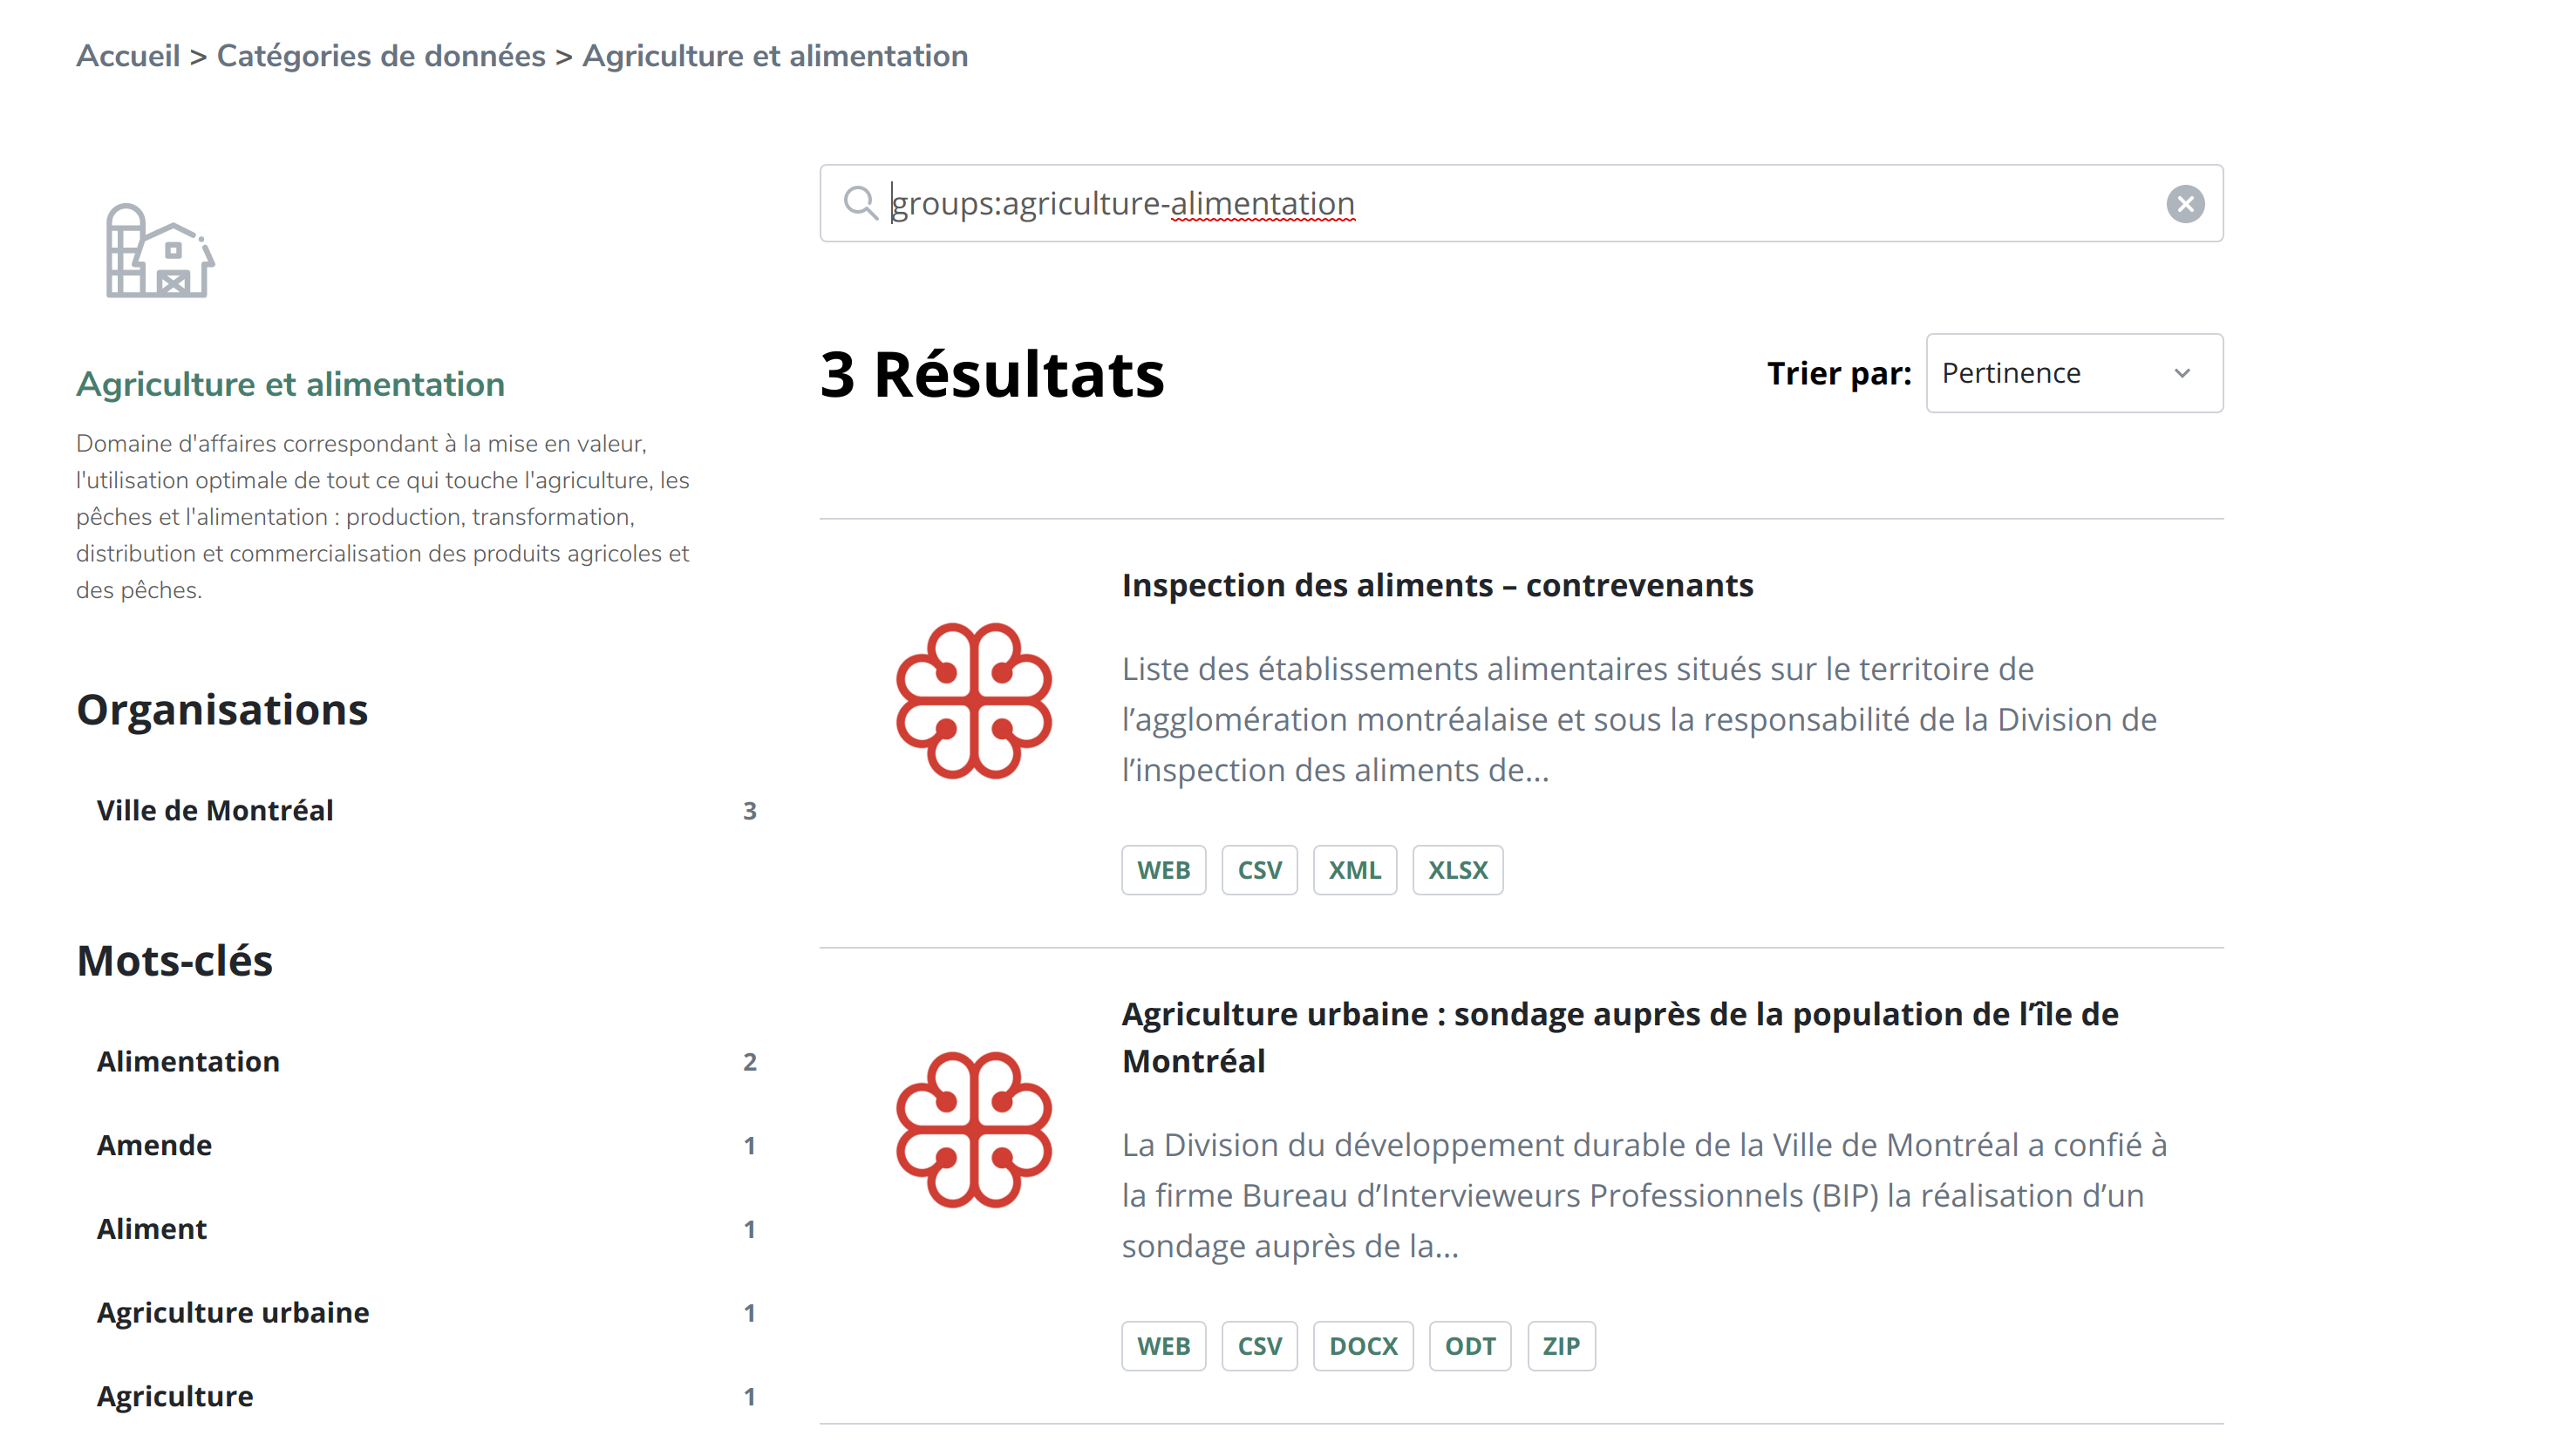 Accueil > Catégories de données > Agriculture et alimentation
groups:agriculture-alimentation
Agriculture et alimentation
Domaine d'affaires correspondant à la mise en valeur,
l'utilisation optimale de tout ce qui touche l'agriculture, les
pêches et l'alimentation : production, transformation,
distribution et commercialisation des produits agricoles et
des pêches.
Organisations
Ville de Montréal 3
Mots-clés
Alimentation 2
Amende 1
Aliment 1
Agriculture urbaine 1
Agriculture 1
3 Résultats
Trier par: Pertinence
Inspection des aliments – contrevenants
Liste des établissements alimentaires situés sur le territoire de
l’agglomération montréalaise et sous la responsabilité de la Division de
l’inspection des aliments de...
WEB CSV XML XLSX
Agriculture urbaine : sondage auprès de la population de l’île de
Montréal
La Division du développement durable de la Ville de Montréal a confié à
la firme Bureau d’Intervieweurs Professionnels (BIP) la réalisation d’un
sondage auprès de la...
WEB CSV DOCX ODT ZIP